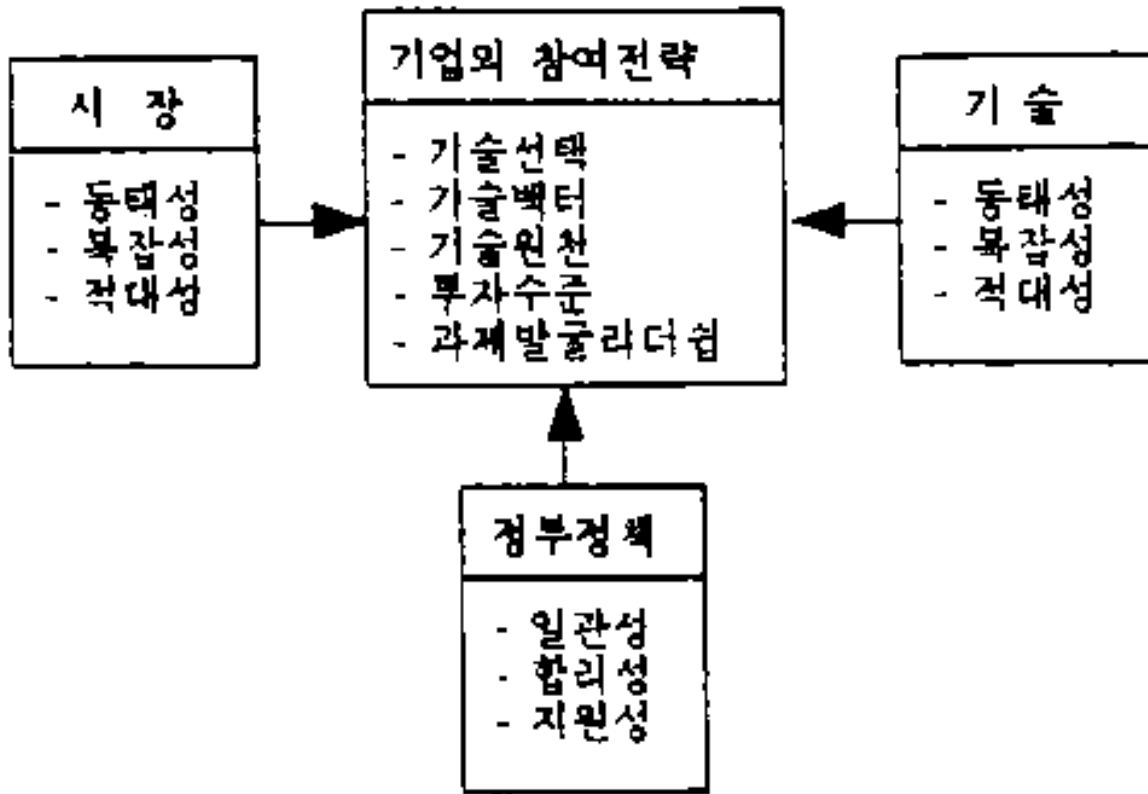 시 장
- 동태성
- 복잡성
- 적대성
기업의 참여전략
- 기술선택
- 기술벡터
- 기술원천
- 투자수준
- 과제발굴리더쉽
기 술
- 동태성
- 복잡성
- 적대성
정부정책
- 일관성
- 합리성
- 지원성